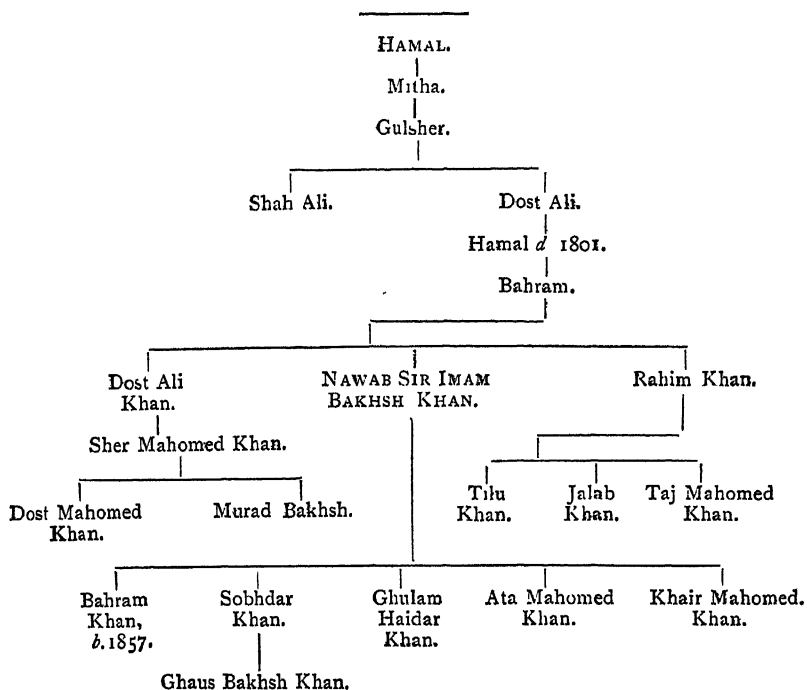 HAMAL.
Mitha.
Gulsher.
Shah Ali.
Dost Ali.
Hamal d 1801.
Bahram.
Dost Ali
Khan.
NAWAB SIR IMAM
BAKHSH KHAN.
Rahim Khan.
Sher Mahomed Khan.
Dost Mahomed
Khan.
Murad Bakhsh.
Tilu
Khan.
Jalab
Khan.
Taj Mahomed
Khan.
Bahram
Khan,
b. 1857.
Sobhdar
Khan.
Ghulam
Haidar
Khan.
Ata Mahomed
Khan.
Khair Mahomed.
Khan.
Ghaus Bakhsh Khan.